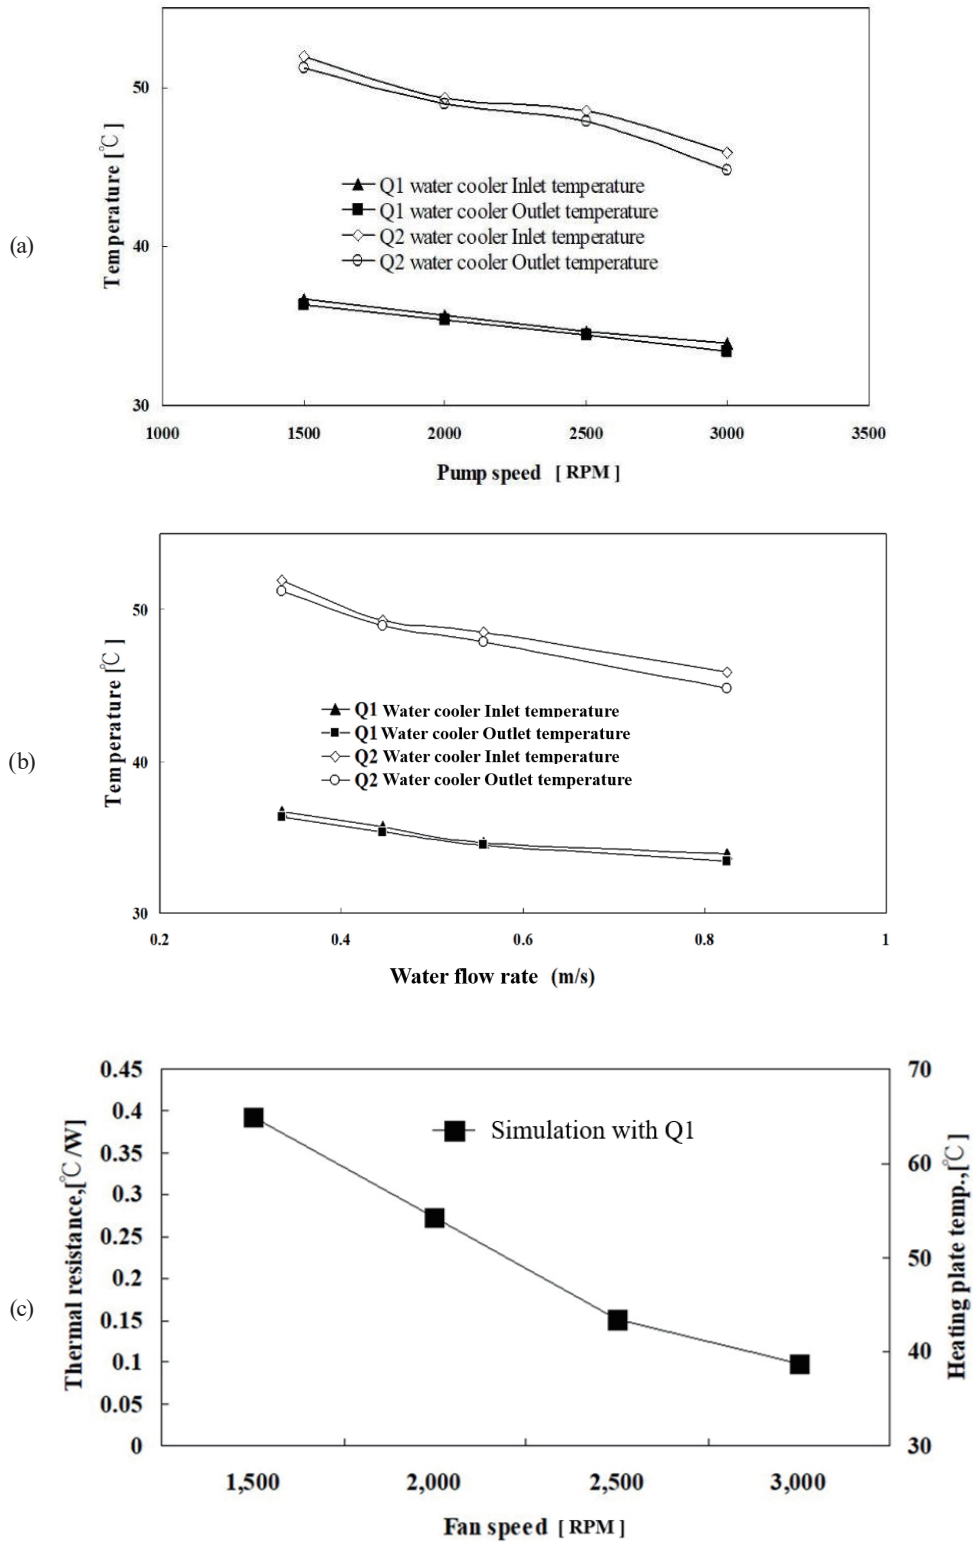 50
40
30
Temperature [℃]
(a)
Q1 water cooler Inlet temperature
Q1 water cooler Outlet temperature
Q2 water cooler Inlet temperature
Q2 water cooler Outlet temperature
1000 1500 2000 2500 3000 3500
Pump speed [ RPM ]
50
40
30
Temperature [℃]
(b)
Q1 Water cooler Inlet temperature
Q1 Water cooler Outlet temperature
Q2 Water cooler Inlet temperature
Q2 Water cooler Outlet temperature
0.2 0.4 0.6 0.8 1
Water flow rate (m/s)
0.45
0.4
0.35
0.3
0.25
0.2
0.15
0.1
0.05
0
Thermal resistance,[℃/W]
(c)
Simulation with Q1
70
60
50
40
30
Heating plate temp.,[℃]
1,500 2,000 2,500 3,000
Fan speed [ RPM ]